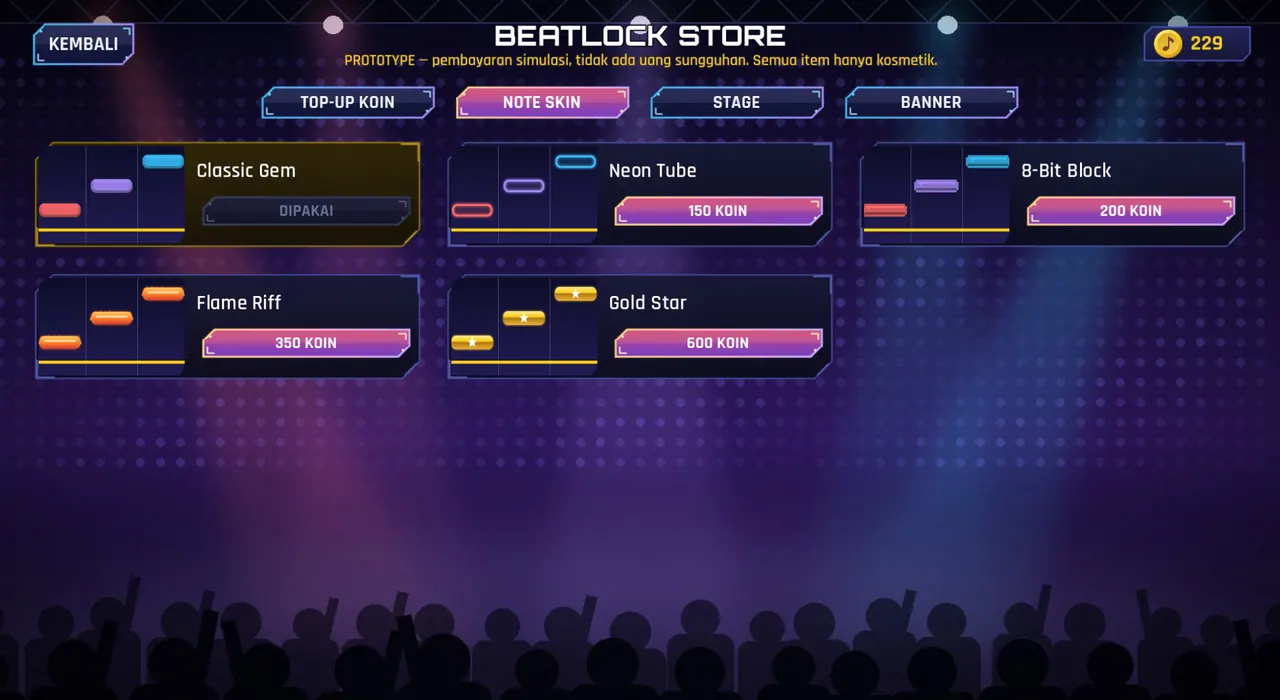 KEMBALI
BEATLOCK STORE
229
PROTOTYPE — pembayaran simulasi, tidak ada uang sungguhan. Semua item hanya kosmetik.
TOP-UP KOIN
NOTE SKIN
STAGE
BANNER
Classic Gem
DIPAKAI
Neon Tube
150 KOIN
8-Bit Block
200 KOIN
Flame Riff
350 KOIN
Gold Star
600 KOIN